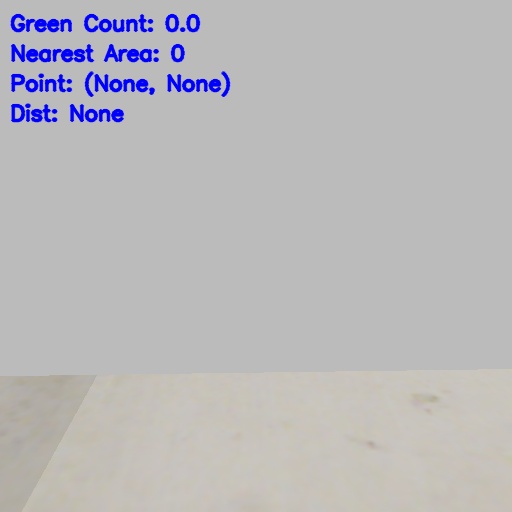 Green Count: 0.0
Nearest Area: 0
Point: (None, None)
Dist: None